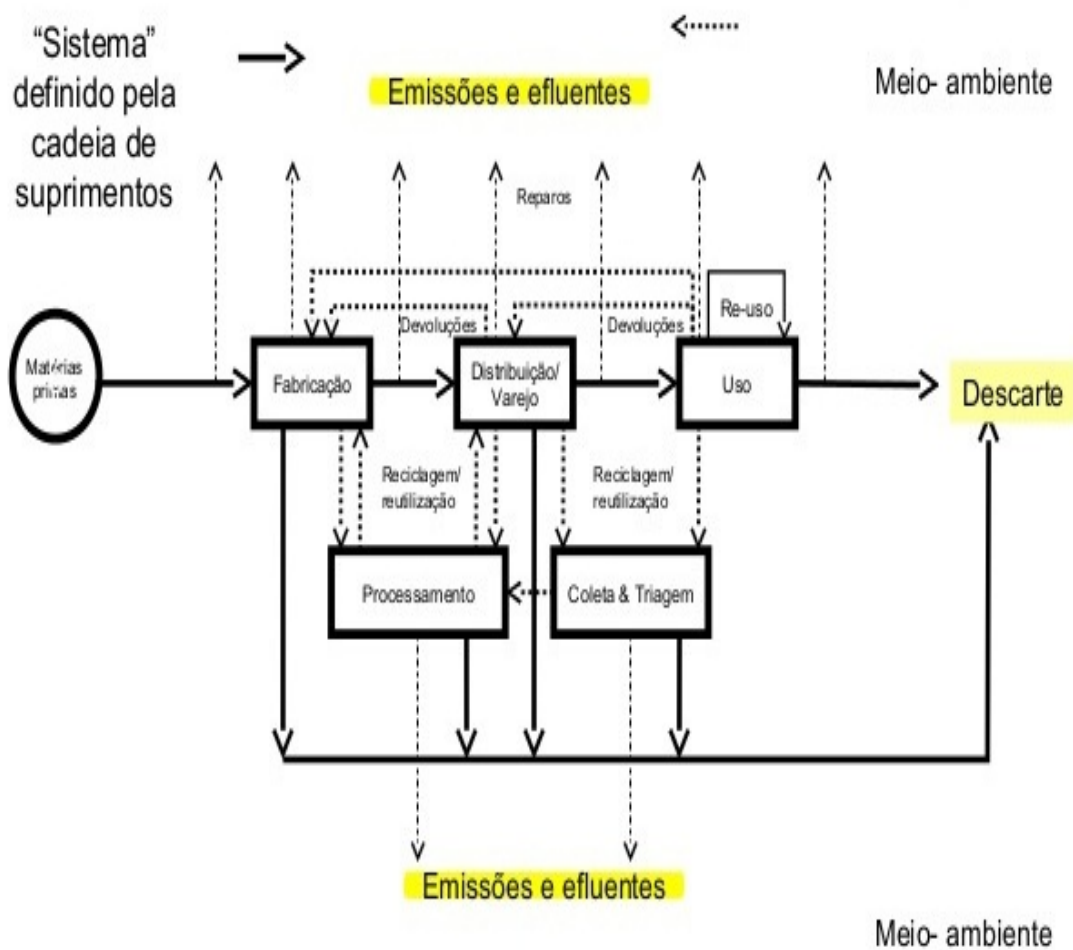 “Sistema”
definido pela
cadeia de
suprimentos
Emissões e efluentes
Meio- ambiente
Reparos
Re-uso
Devoluções
Devoluções
Matérias
primas
Fabricação
Distribuição/
Varejo
Uso
Descarte
Reciclagem/
reutilização
Reciclagem/
reutilização
Processamento
Coleta & Triagem
Emissões e efluentes
Meio- ambiente